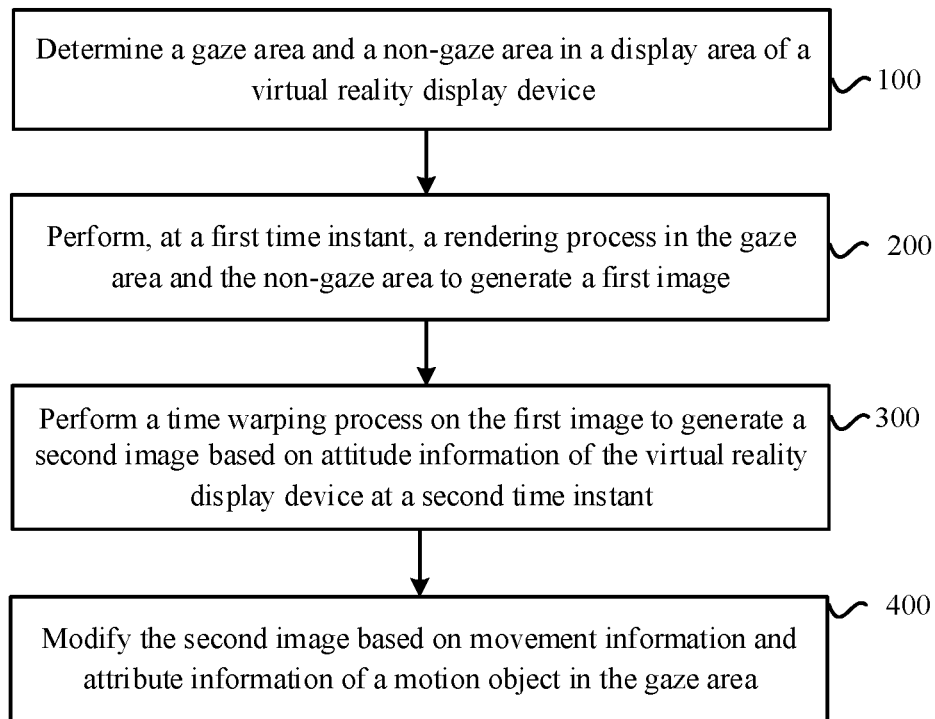 Determine a gaze area and a non-gaze area in a display area of a
virtual reality display device
100
Perform, at a first time instant, a rendering process in the gaze
area and the non-gaze area to generate a first image
200
Perform a time warping process on the first image to generate a
second image based on attitude information of the virtual reality
display device at a second time instant
300
Modify the second image based on movement information and
attribute information of a motion object in the gaze area
400